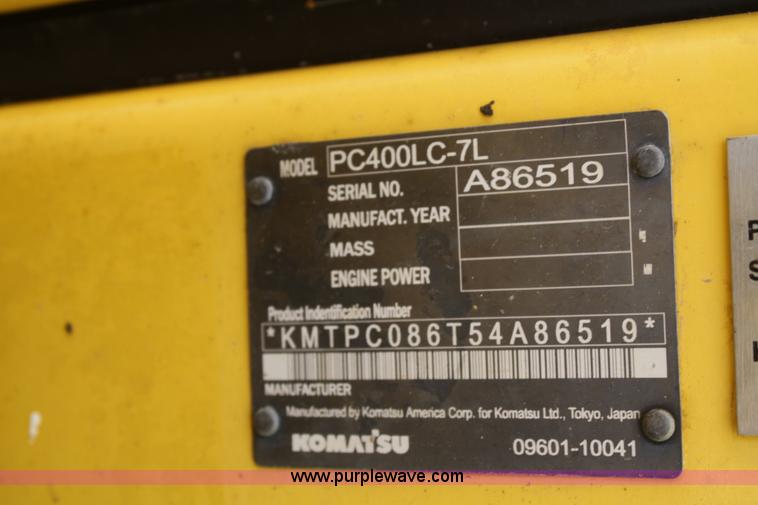 MODEL PC400LC-7L
SERIAL NO. A86519
MANUFACT. YEAR
MASS
ENGINE POWER
Product Indentification Number
*KMTPC086T54A86519*
MANUFACTURER
Manufactured by Komatsu America Corp. for Komatsu Ltd., Tokyo, Japan
KOMATSU 09601-10041
www.purplewave.com